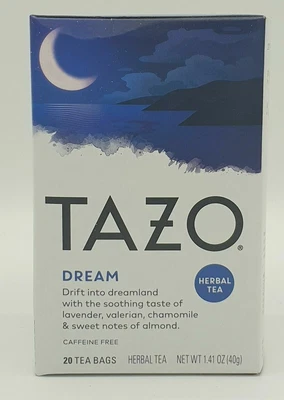 TAZO®
DREAM
Drift into dreamland
with the soothing taste of
lavender, valerian, chamomile
& sweet notes of almond.
HERBAL
TEA
CAFFEINE FREE
20 TEA BAGS HERBAL TEA NET WT 1.41 OZ (40g)